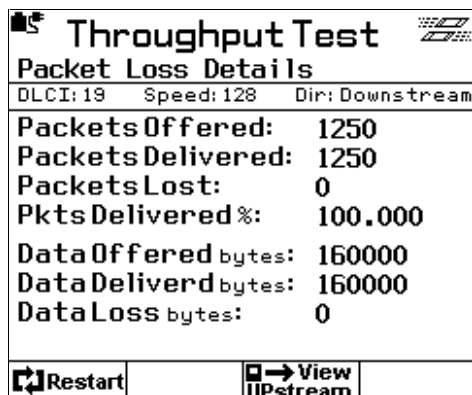 Throughput Test
Packet Loss Details
DLCI: 19 Speed: 128 Dir: Downstream
Packets Offered: 1250
Packets Delivered: 1250
Packets Lost: 0
Pkts Delivered %: 100.000
Data Offered bytes: 160000
Data Deliverd bytes: 160000
Data Loss bytes: 0
Restart View
UPstream